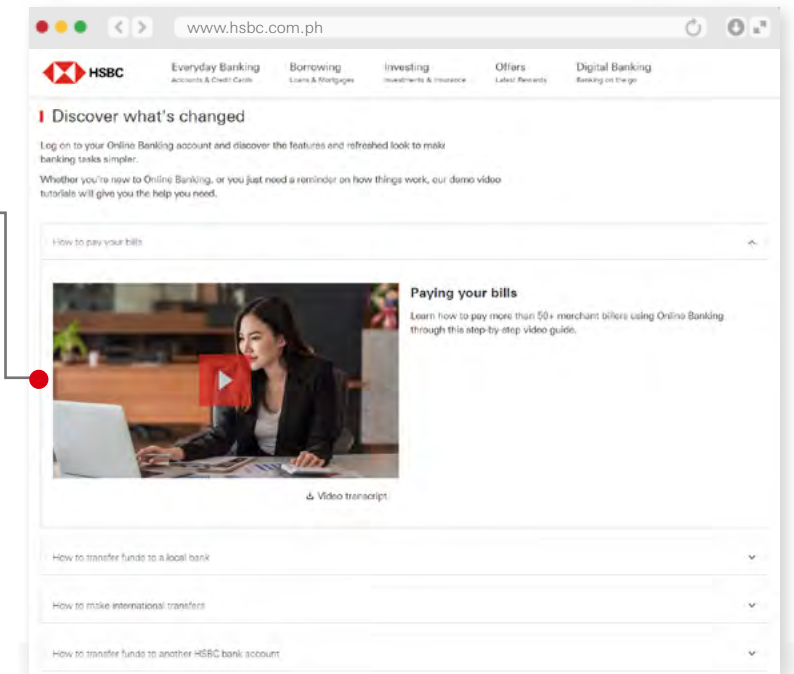 www.hsbc.com.ph
HSBC
Everyday Banking
Accounts & Credit Cards
Borrowing
Loans & Mortgages
Investing
Investments & Insurance
Offers
Latest Rewards
Digital Banking
Banking on the go
Discover what's changed
Log on to your Online Banking account and discover the features and refreshed look to make
banking tasks simpler.
Whether you're new to Online Banking, or you just need a reminder on how things work, our demo video
tutorials will give you the help you need.
How to pay your bills
Paying your bills
Learn how to pay more than 50+ merchant billers using Online Banking
through this step-by-step video guide.
Video transcript
How to transfer funds to a local bank
How to make international transfers
How to transfer funds to another HSBC bank account